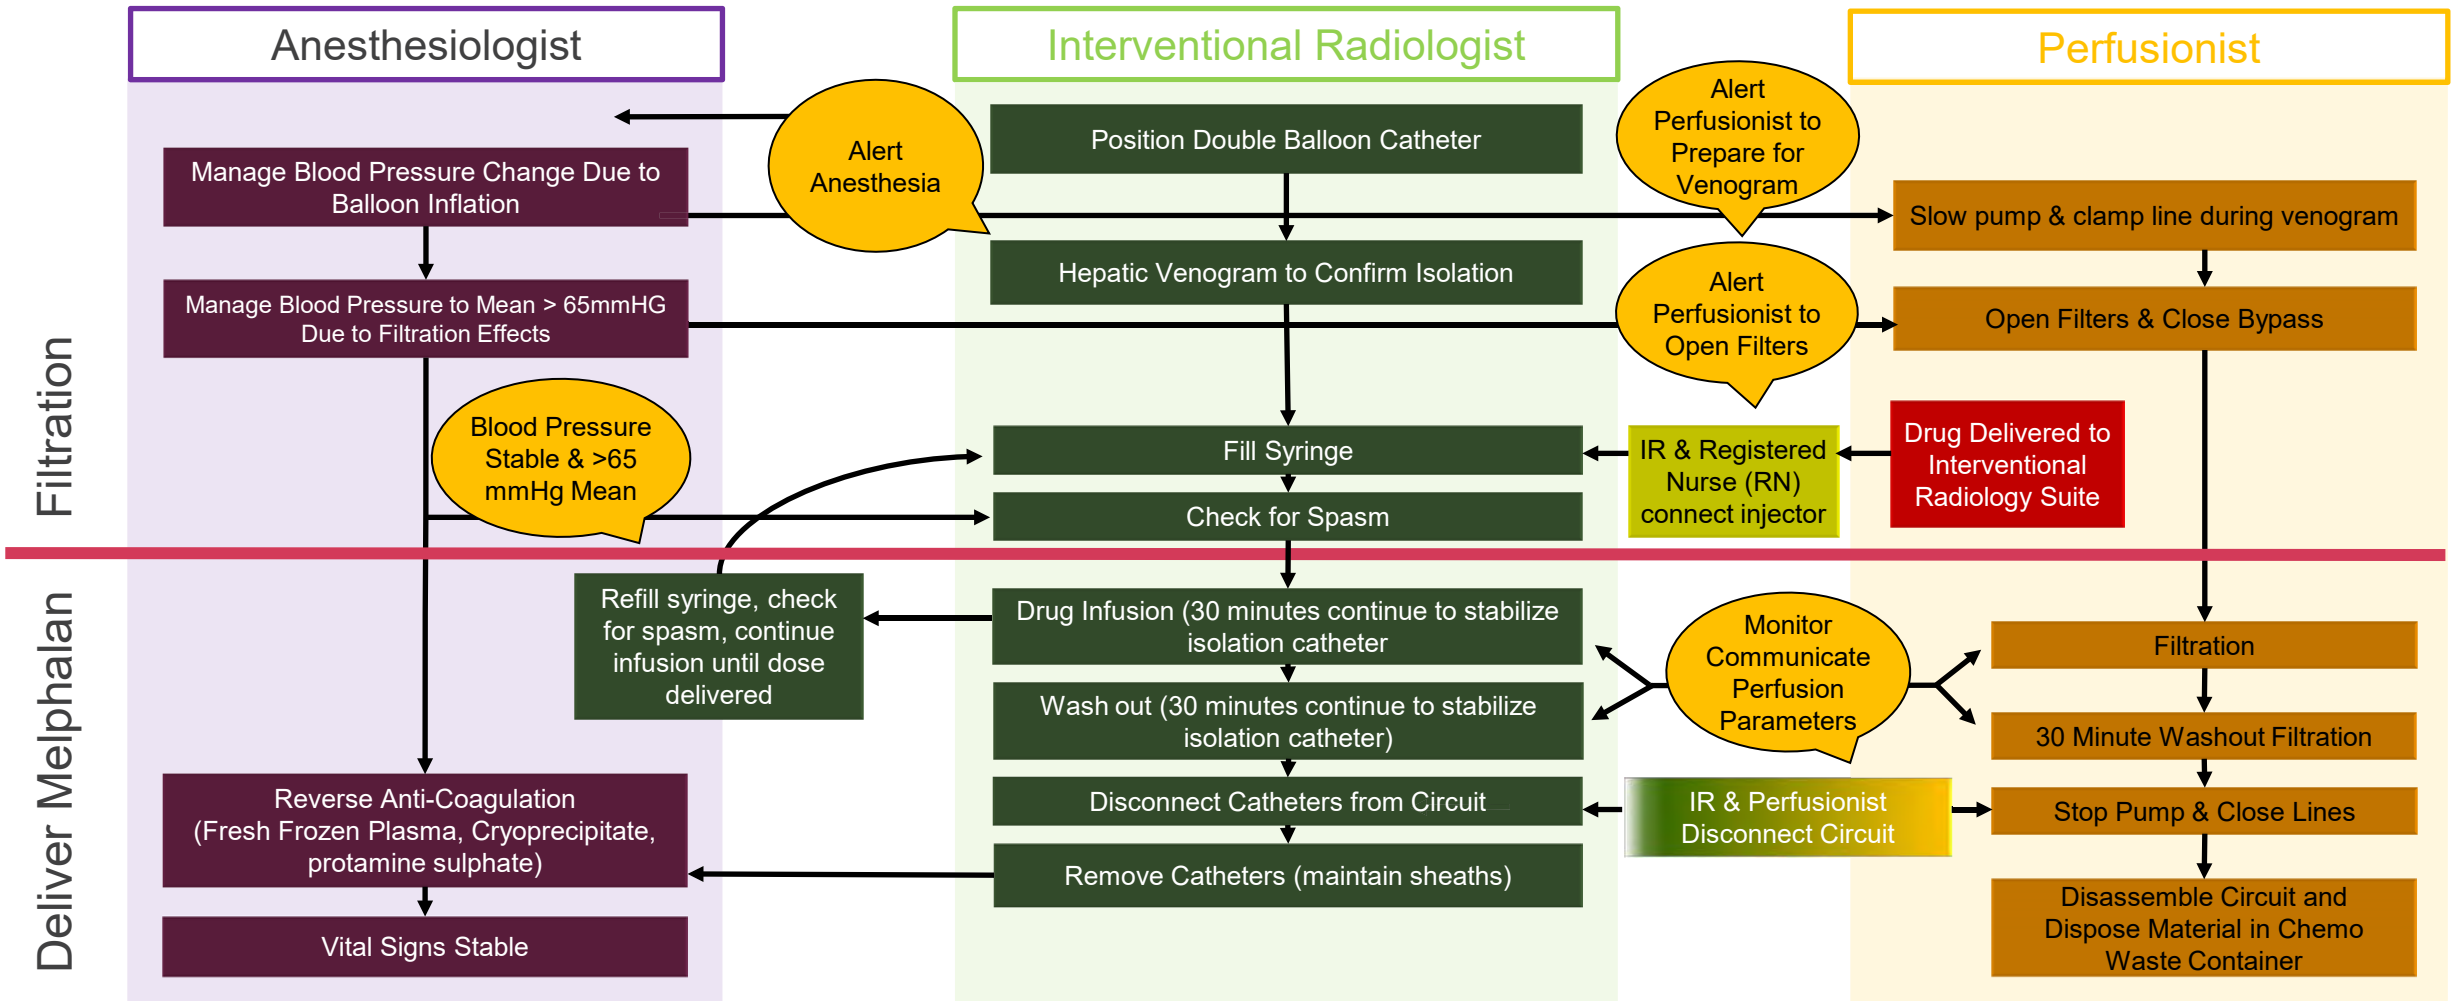 Anesthesiologist
Interventional Radiologist
Perfusionist
Filtration
Deliver Melphalan
Alert
Anesthesia
Position Double Balloon Catheter
Alert
Perfusionist to
Prepare for
Venogram
Manage Blood Pressure Change Due to
Balloon Inflation
Slow pump & clamp line during venogram
Hepatic Venogram to Confirm Isolation
Manage Blood Pressure to Mean > 65mmHG
Due to Filtration Effects
Alert
Perfusionist to
Open Filters
Open Filters & Close Bypass
Blood Pressure
Stable & >65
mmHg Mean
Fill Syringe
IR & Registered
Nurse (RN)
connect injector
Drug Delivered to
Interventional
Radiology Suite
Check for Spasm
Refill syringe, check
for spasm, continue
infusion until dose
delivered
Drug Infusion (30 minutes continue to stabilize
isolation catheter
Monitor
Communicate
Perfusion
Parameters
Filtration
Wash out (30 minutes continue to stabilize
isolation catheter)
30 Minute Washout Filtration
Reverse Anti-Coagulation
(Fresh Frozen Plasma, Cryoprecipitate,
protamine sulphate)
Disconnect Catheters from Circuit
IR & Perfusionist
Disconnect Circuit
Stop Pump & Close Lines
Remove Catheters (maintain sheaths)
Vital Signs Stable
Disassemble Circuit and
Dispose Material in Chemo
Waste Container